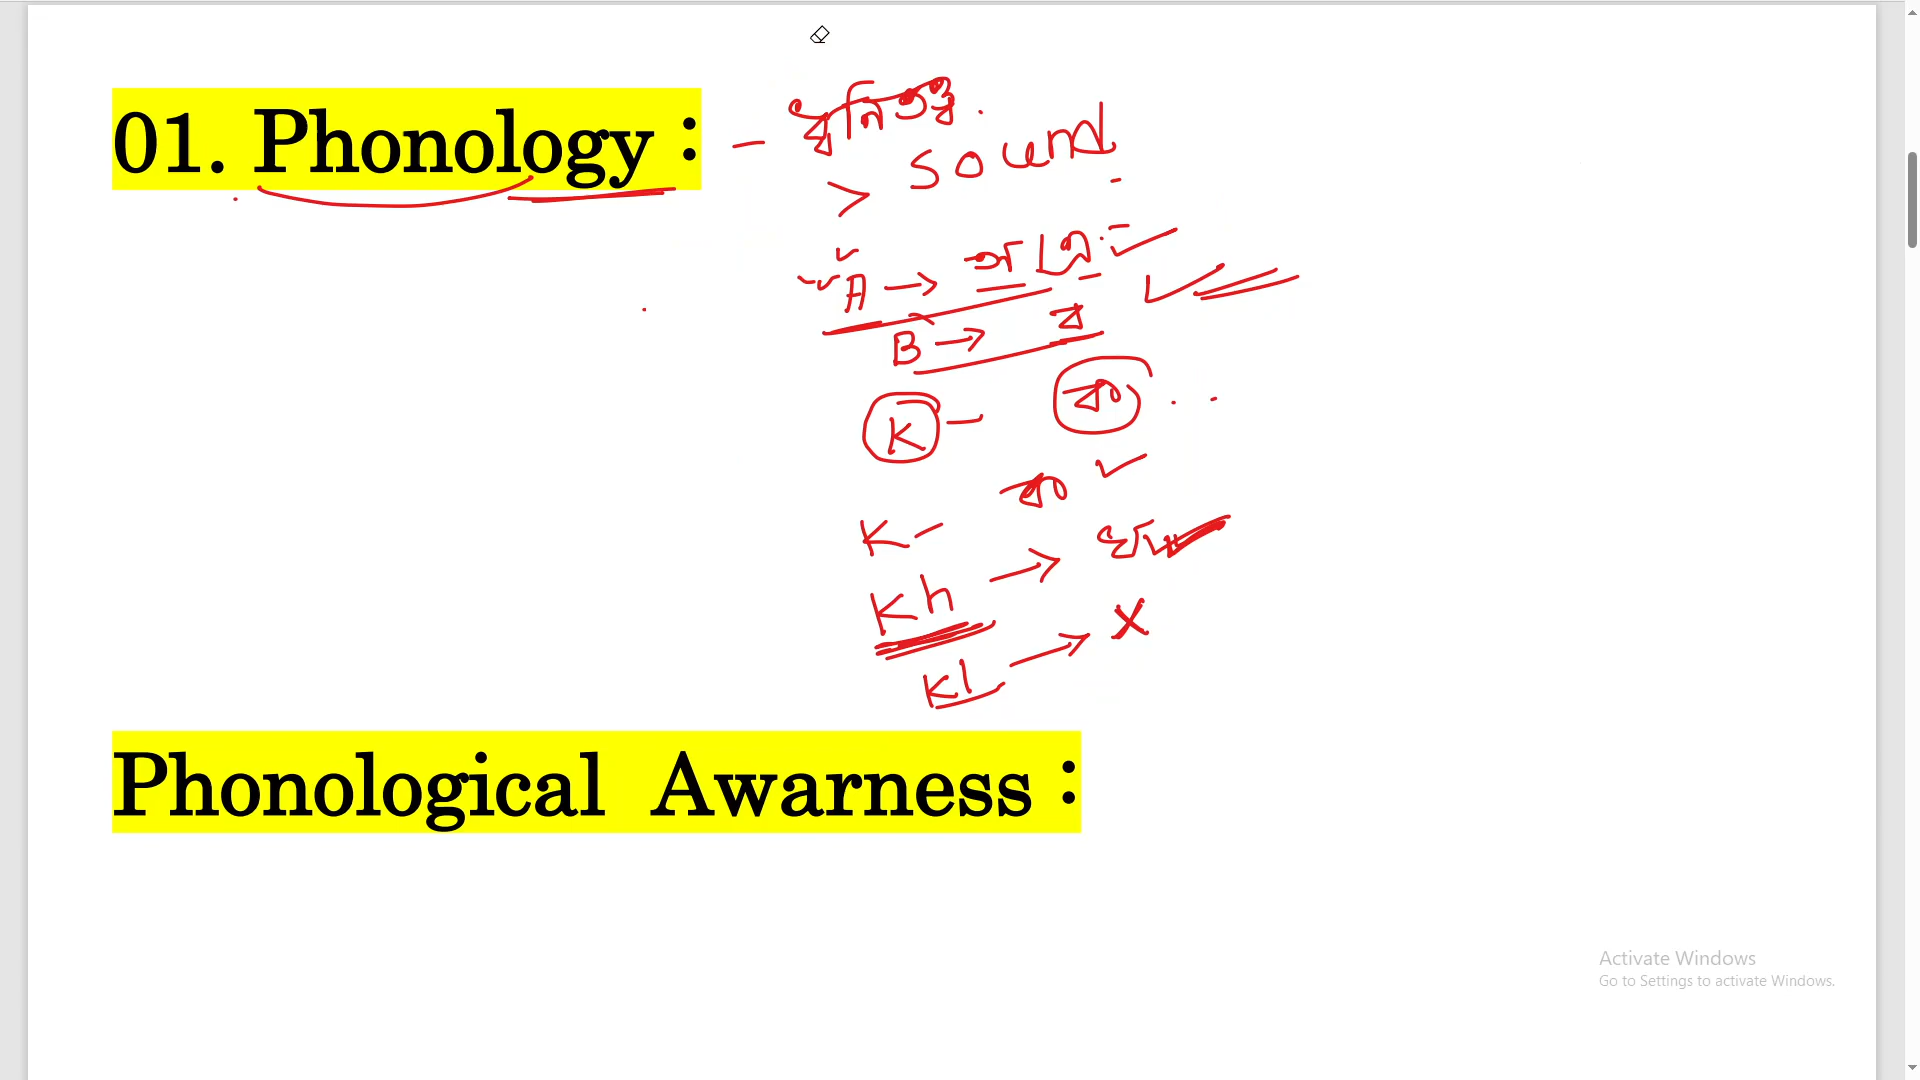 01. Phonology :
- ধ্বনিতত্ত্ব.
> sound
A →
B → ব
K - ক
ক
K -
Kh → খ
Kl → X
Phonological Awarness :
Activate Windows
Go to Settings to activate Windows.